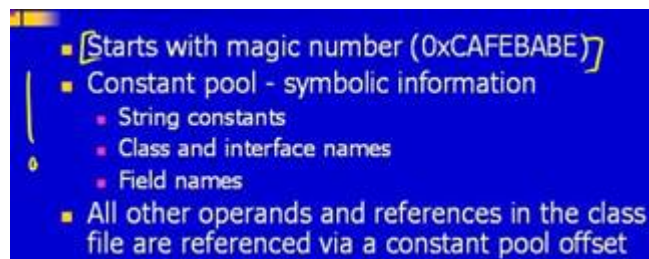 Starts with magic number (0xCAFEBABE)
Constant pool - symbolic information
String constants
Class and interface names
Field names
All other operands and references in the class
file are referenced via a constant pool offset